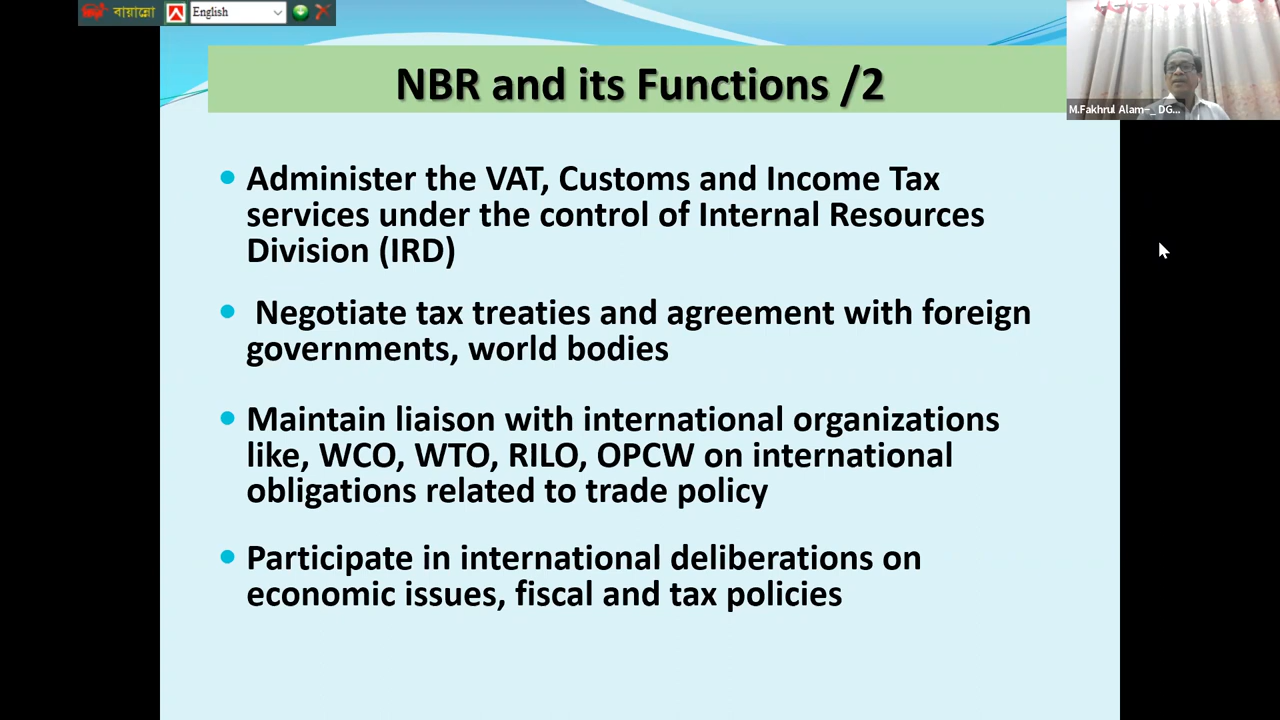 বায়ান্নো
English
NBR and its Functions /2
M.Fakhrul Alam–_ DG...
Administer the VAT, Customs and Income Tax
services under the control of Internal Resources
Division (IRD)
Negotiate tax treaties and agreement with foreign
governments, world bodies
Maintain liaison with international organizations
like, WCO, WTO, RILO, OPCW on international
obligations related to trade policy
Participate in international deliberations on
economic issues, fiscal and tax policies